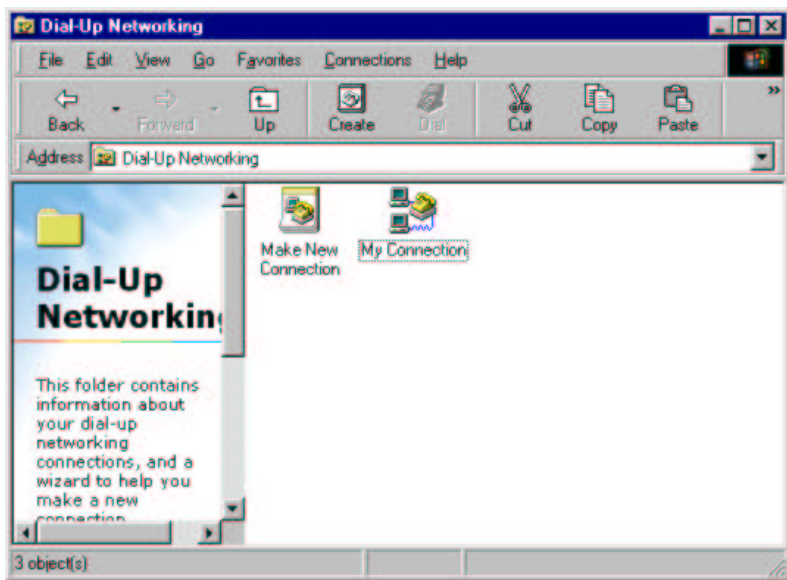 Dial-Up Networking
File Edit View Go Favorites Connections Help
Back Forward Up Create Dial Cut Copy Paste »
Address Dial-Up Networking
Make New
Connection
My Connection
Dial-Up
Networking
This folder contains
information about
your dial-up
networking
connections, and a
wizard to help you
make a new
connection
3 object(s)